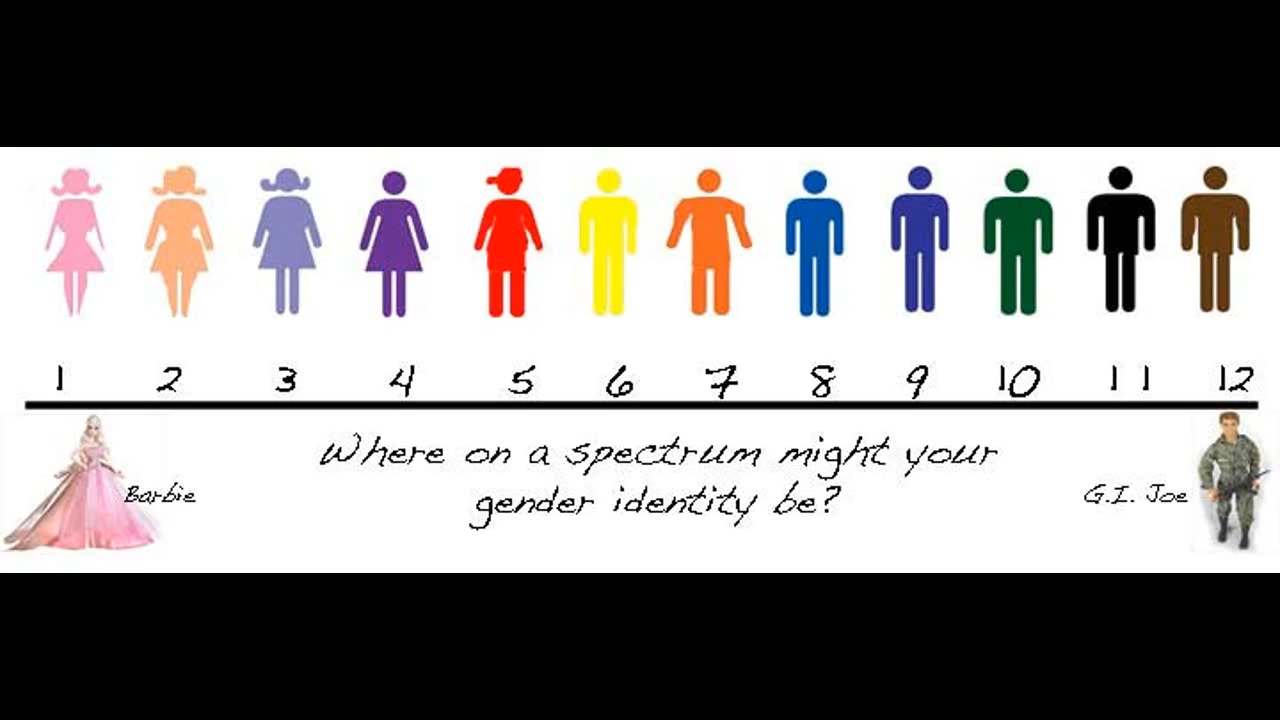 1 2 3 4 5 6 7 8 9 10 11 12
Where on a spectrum might your
gender identity be?
Barbie
G.I. Joe